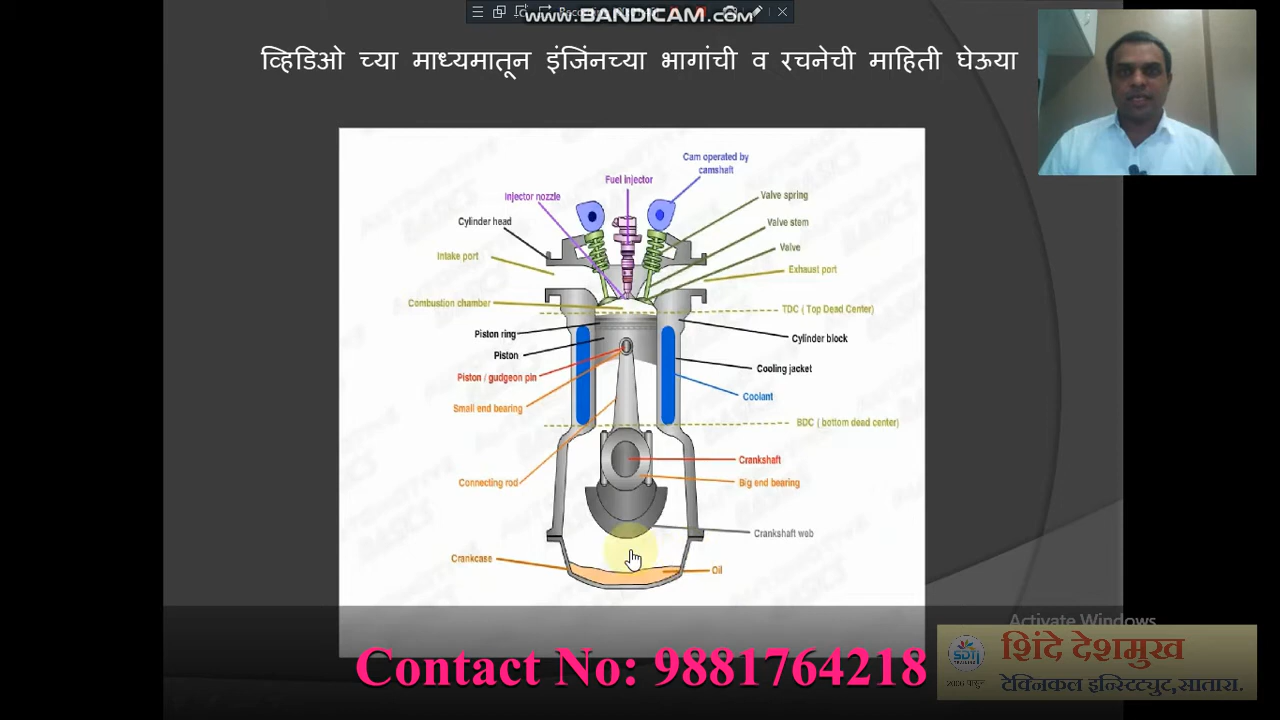 WWW.BANDICAM.COM
व्हिडिओ च्या माध्यमातून इंजिंनच्या भागांची व रचनेची माहिती घेऊया
Cam operated by
camshaft
Fuel injector
Injector nozzle
Valve spring
Cylinder head
Valve stem
Valve
Intake port
Exhaust port
Combustion chamber
TDC ( Top Dead Center)
Piston ring
Cylinder block
Piston
Cooling jacket
Piston / gudgeon pin
Coolant
Small end bearing
BDC ( bottom dead center)
Crankshaft
Connecting rod
Big end bearing
Crankshaft web
Crankcase
Oil
Activate Windows
Contact No: 9881764218
SDTI
शिंदे देशमुख
टेक्निकल इन्स्टिट्युट,सातारा.